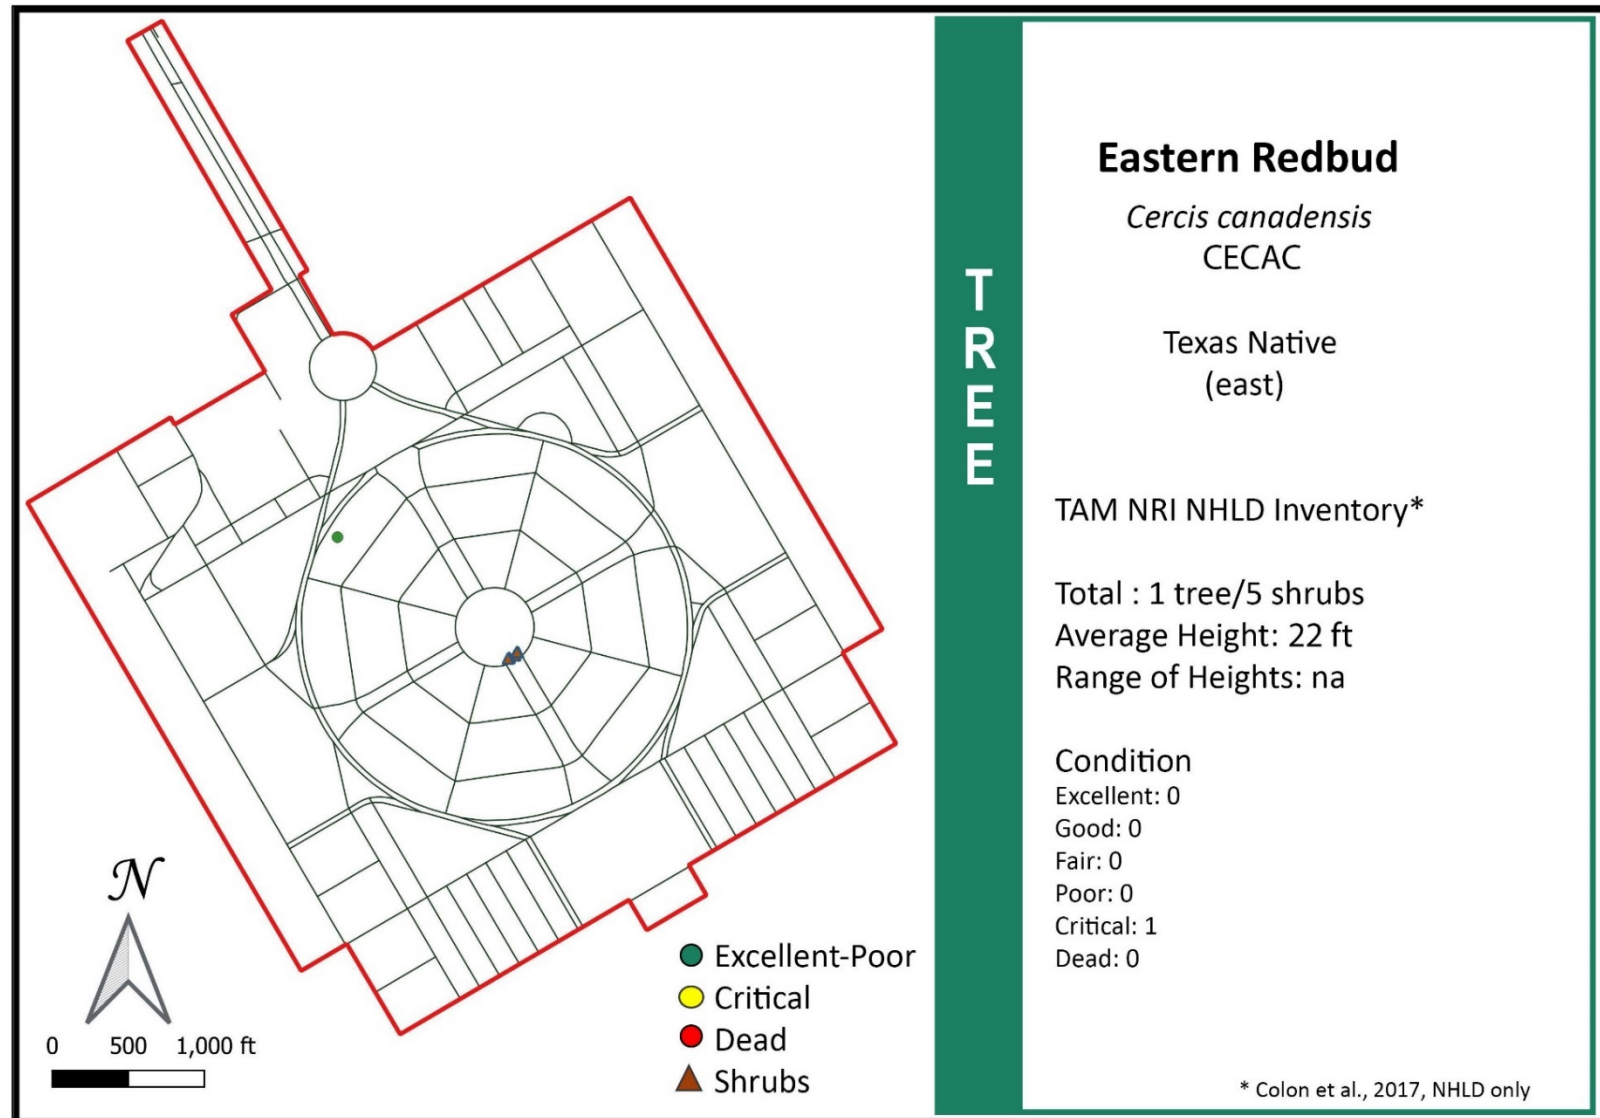 N
0 500 1,000 ft
Excellent-Poor
Critical
Dead
Shrubs
TREE
Eastern Redbud
Cercis canadensis
CECAC
Texas Native
(east)
TAM NRI NHLD Inventory*
Total : 1 tree/5 shrubs
Average Height: 22 ft
Range of Heights: na
Condition
Excellent: 0
Good: 0
Fair: 0
Poor: 0
Critical: 1
Dead: 0
* Colon et al., 2017, NHLD only